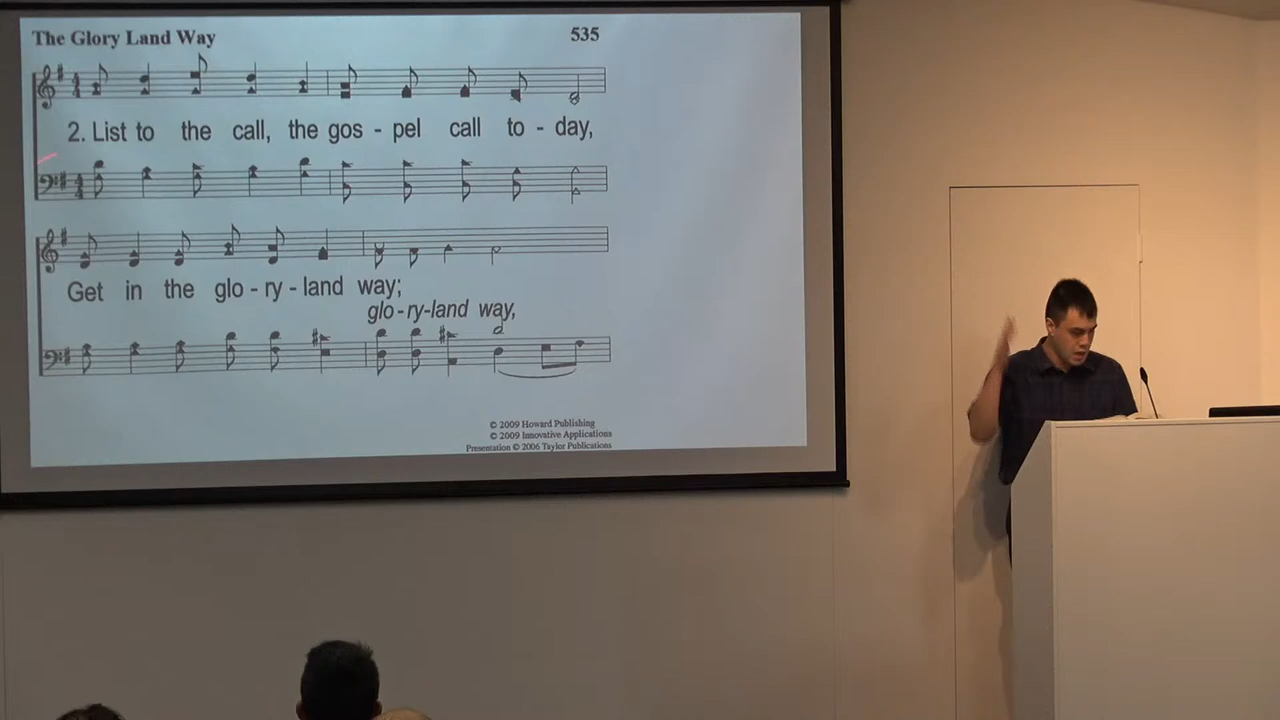 The Glory Land Way 535
2. List to the call, the gos - pel call to - day,
Get in the glo - ry - land way;
glo - ry-land way,
© 2009 Howard Publishing
© 2009 Innovative Applications
Presentation © 2006 Taylor Publications